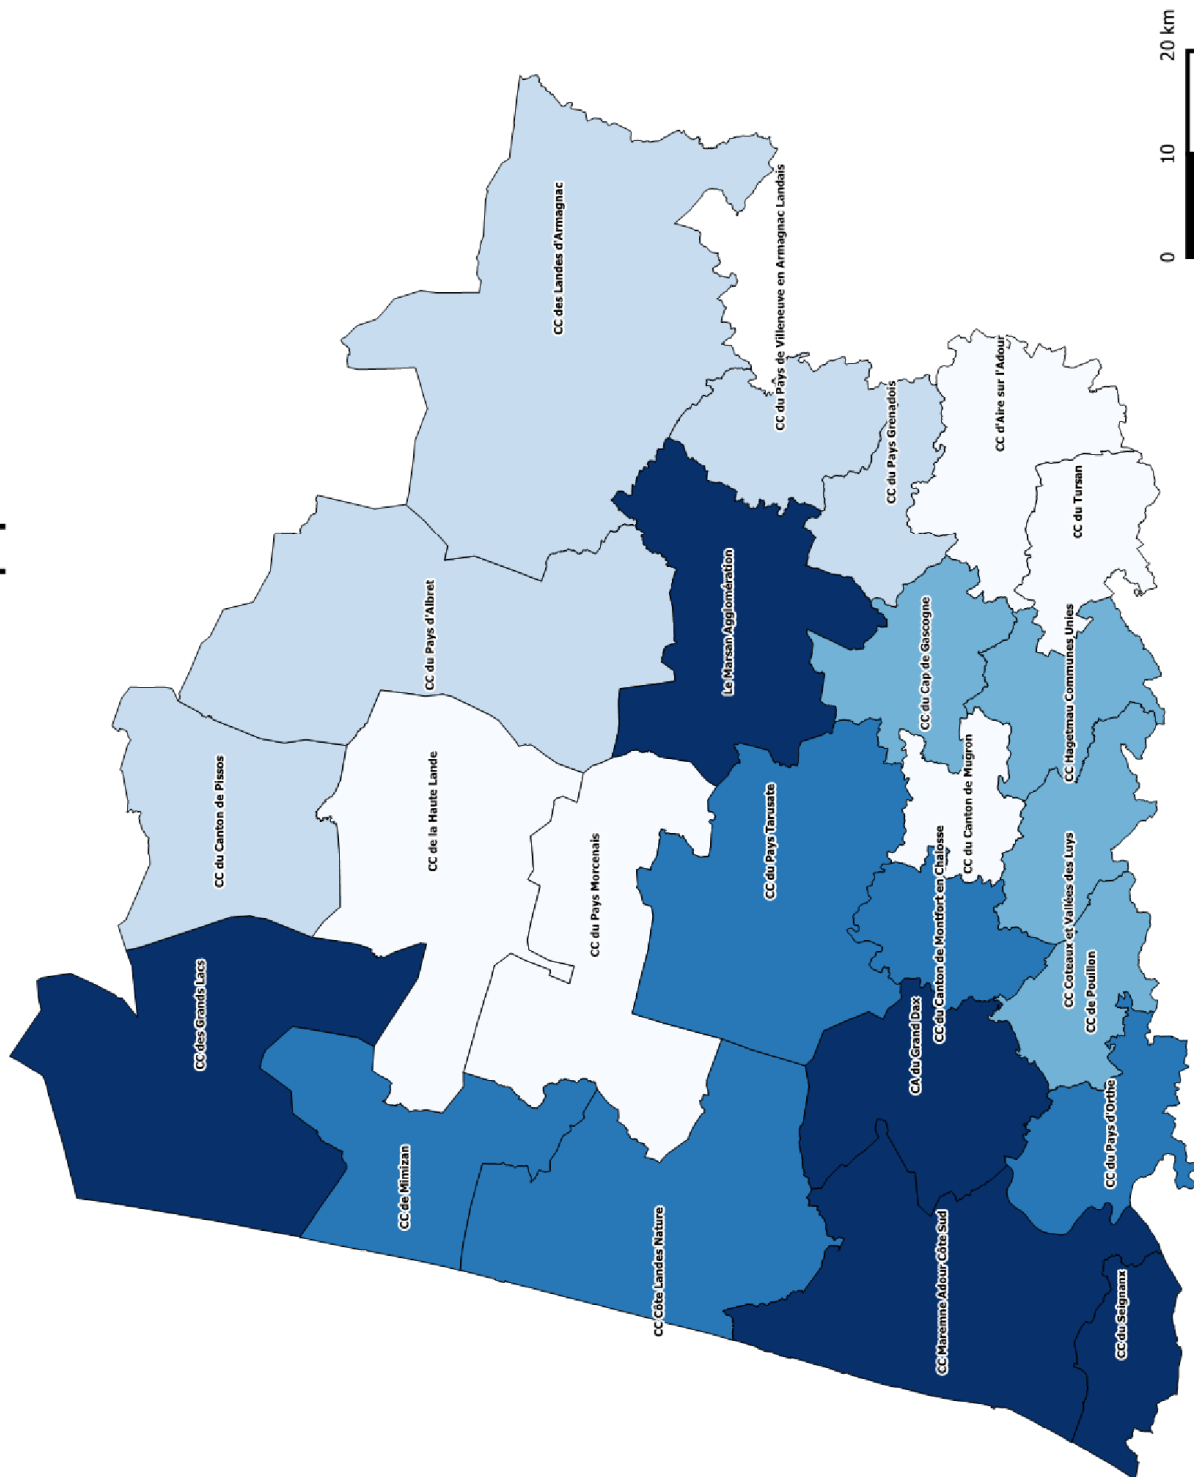 CC des Grands Lacs
CC du Canton de Pissos
CC de Mimizan
CC de la Haute Lande
CC du Pays d'Albret
CC des Landes d'Armagnac
CC du Pays Morcenais
CC Côte Landes Nature
Le Marsan Agglomération
CC du Pays Tarusate
CC du Pays de Villeneuve en Armagnac Landais
CC du Pays Grenadois
CA du Grand Dax
CC du Cap de Gascogne
CC du Canton de Montfort en Chalosse
CC Maremne Adour Côte Sud
CC du Canton de Mugron
CC d'Aire sur l'Adour
CC Coteaux et Vallées des Luys
CC Hagetmau Communes Unies
CC du Tursan
CC de Pouillon
CC du Pays d'Orthe
CC du Seignanx
0 10 20 km